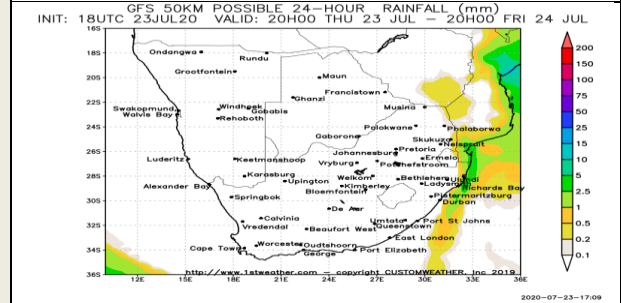 GFS 50KM POSSIBLE 24-HOUR RAINFALL (mm)
INIT: 18UTC 23JUL20 VALID: 20H00 THU 23 JUL - 20H00 FRI 24 JUL
16S
18S
20S
22S
24S
26S
28S
30S
32S
34S
36S
Ondangwa
Rundu
Grootfontein
Maun
Francistown
Ghanzi
Musina
Swakopmund
Windhoek
Gobabis
Walvis Bay
Rehoboth
Polokwane
Phalaborwa
Gaborone
Skukuza
Pretoria
Nelspruit
Johannesburg
Luderitz
Keetmanshoop
Vryburg
Potchefstroom
Ermelo
Karasburg
Upington
Welkom
Bethlehem
Ulundi
Alexander Bay
Kimberley
Ladysmith
Richards Bay
Springbok
Bloemfontein
Pietermaritzburg
Durban
De Aar
Calvinia
Umtata
Port St Johns
Vredendal
Beaufort West
Queenstown
East London
Cape Town
Worcester
Oudtshoorn
George
Port Elizabeth
http://www.1stweather.com - copyright CUSTOMWEATHER, Inc 2019
12E
15E
18E
21E
24E
27E
30E
33E
36E
200
150
100
75
50
25
15
10
5
2.5
1
0.5
0.2
0.1
2020-07-23-17:09